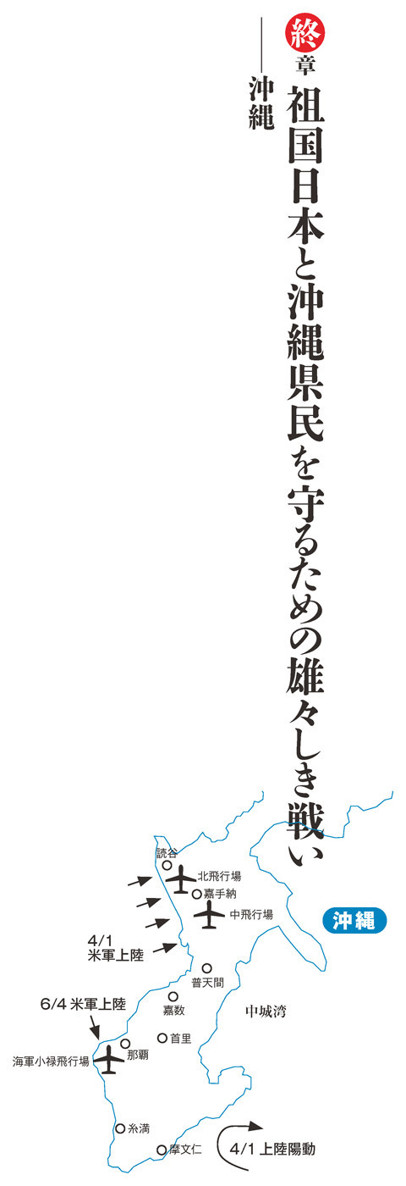 終章 祖国日本と沖縄県民を守るための雄々しき戦い
――沖縄
読谷
北飛行場
嘉手納
中飛行場
沖縄
4/1
米軍上陸
普天間
6/4 米軍上陸
嘉数
中城湾
首里
那覇
海軍小禄飛行場
糸満
摩文仁
4/1 上陸陽動